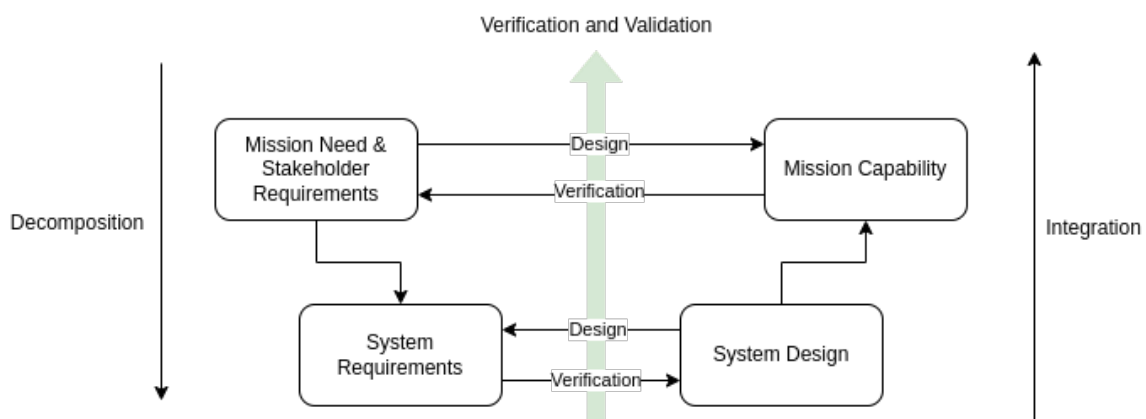 Verification and Validation
Mission Need &
Stakeholder
Requirements
Design
Verification
Mission Capability
Decomposition
Integration
System
Requirements
Design
Verification
System Design